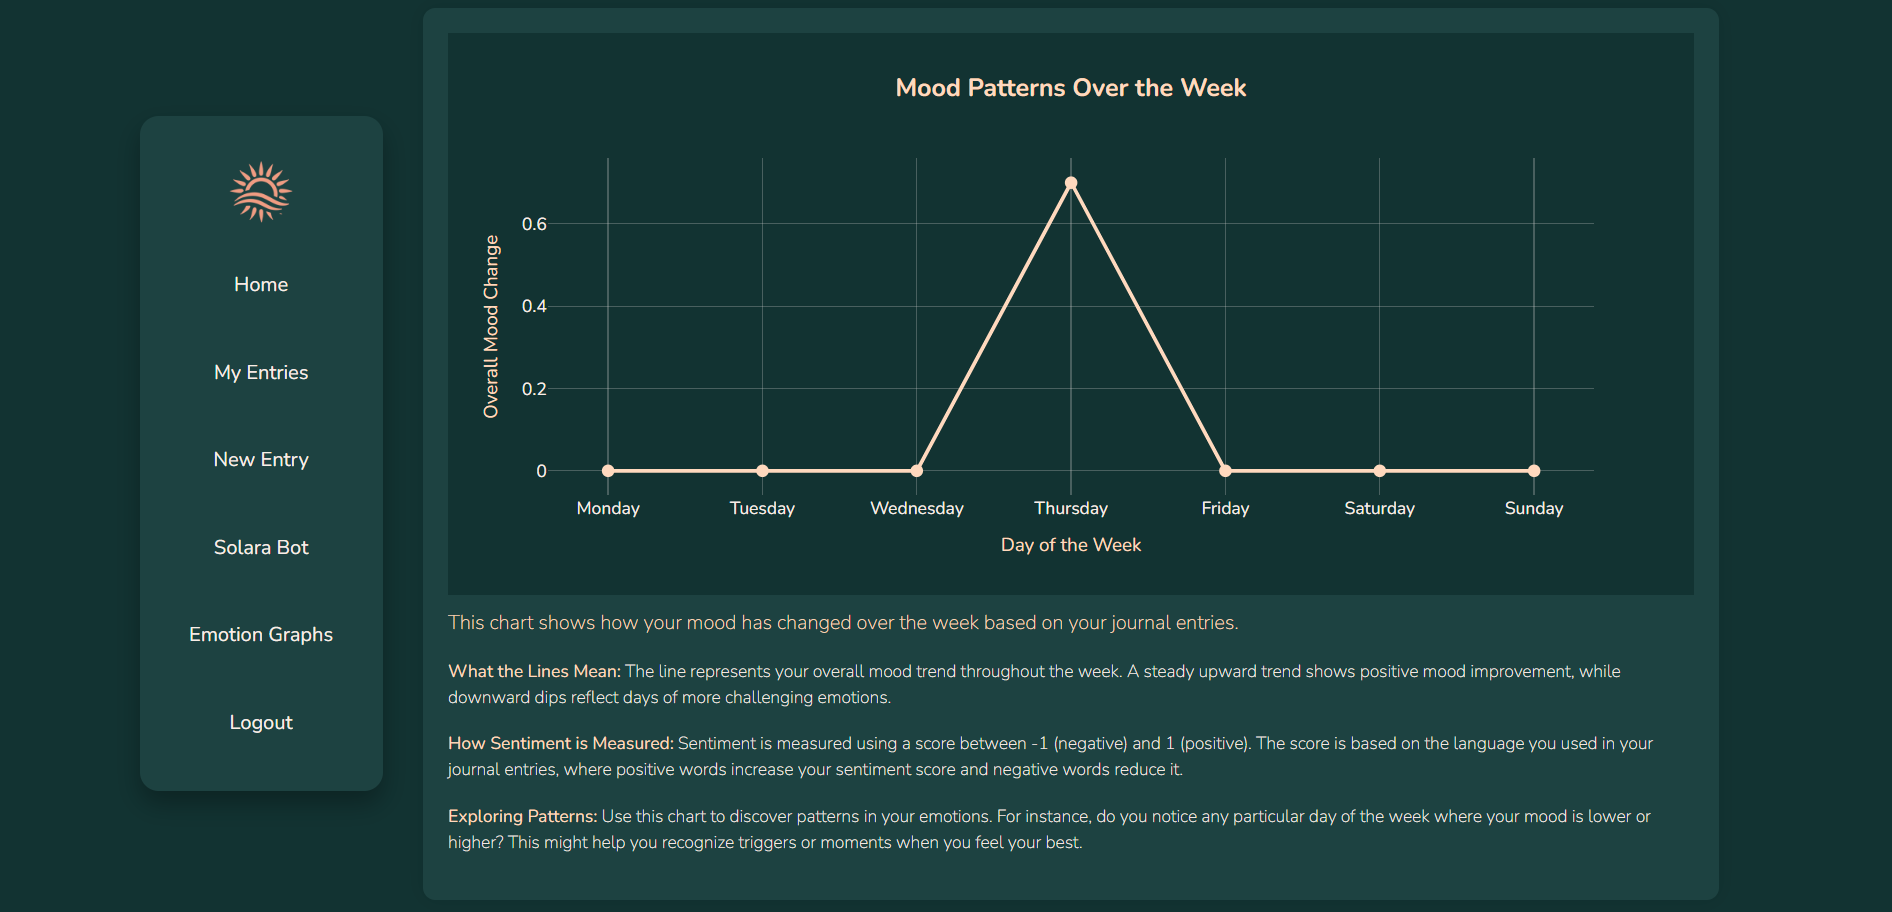 Home
My Entries
New Entry
Solara Bot
Emotion Graphs
Logout
Mood Patterns Over the Week
Overall Mood Change
0.6
0.4
0.2
0
Monday Tuesday Wednesday Thursday Friday Saturday Sunday
Day of the Week
This chart shows how your mood has changed over the week based on your journal entries.
What the Lines Mean: The line represents your overall mood trend throughout the week. A steady upward trend shows positive mood improvement, while
downward dips reflect days of more challenging emotions.
How Sentiment is Measured: Sentiment is measured using a score between -1 (negative) and 1 (positive). The score is based on the language you used in your
journal entries, where positive words increase your sentiment score and negative words reduce it.
Exploring Patterns: Use this chart to discover patterns in your emotions. For instance, do you notice any particular day of the week where your mood is lower or
higher? This might help you recognize triggers or moments when you feel your best.